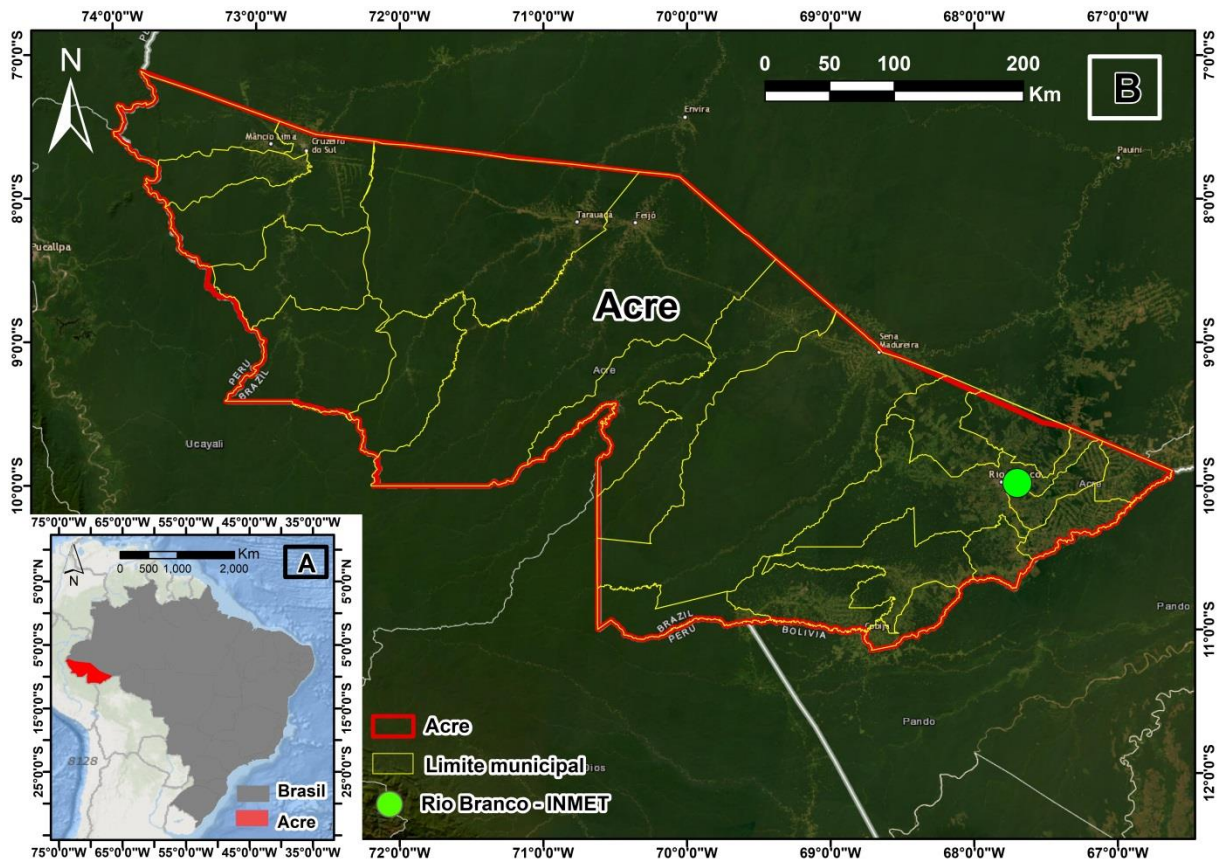 74°0'0"S 73°0'0"S 72°0'0"S 71°0'0"S 70°0'0"S 69°0'0"S 68°0'0"S 67°0'0"S
7°0'0"S
8°0'0"S
9°0'0"S
10°0'0"S
7°0'0"S
8°0'0"S
9°0'0"S
10°0'0"S
11°0'0"S
12°0'0"S
N
0 50 100 200
Km
B
Envira
Pauini
Mâncio Lima
Cruzeiro
do Sul
Tarauacá
Feijó
Pucallpa
Acre
Sena
Madureira
Acre
PERU
BRAZIL
Ucayali
Acre
BRAZIL
PERU
BOLIVIA
Pando
Pando
Acre
Limite municipal
Rio Branco - INMET
72°0'0"S 71°0'0"S 70°0'0"S 69°0'0"S 68°0'0"S 67°0'0"S
75°0'0"S 65°0'0"S 55°0'0"S 45°0'0"S 35°0'0"S
N
Km
0 500 1.000 2,000
A
5°0'0"N
5°0'0"S
15°0'0"S
25°0'0"S
5°0'0"N
5°0'0"S
15°0'0"S
25°0'0"S
8128
Brasil
Acre
75°0'0"S 65°0'0"S 55°0'0"S 45°0'0"S 35°0'0"S